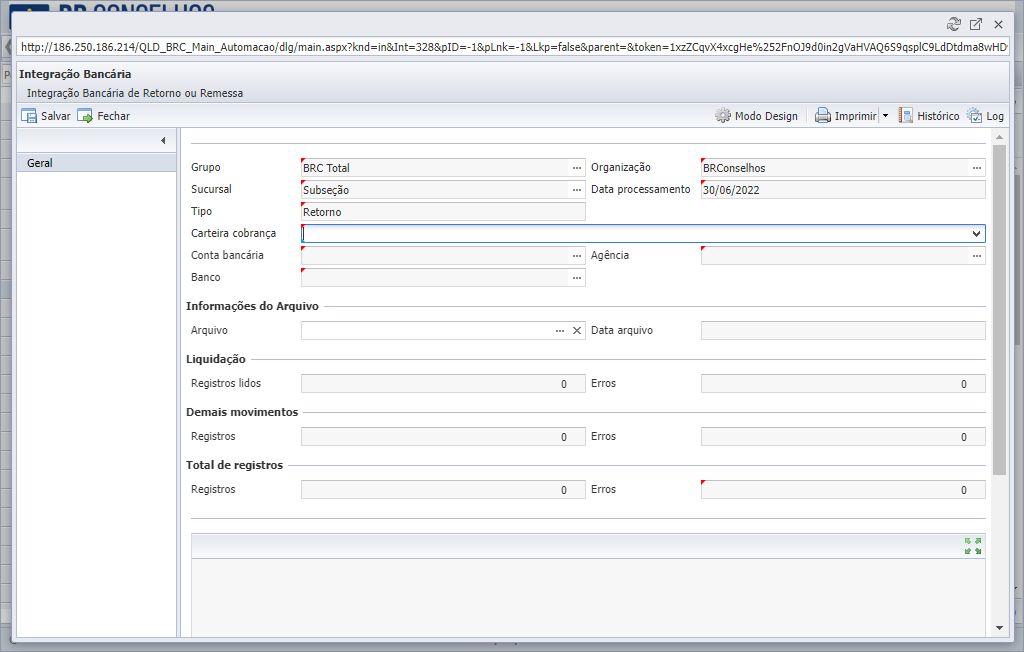 BR CONSELHOS
http://186.250.186.214/QLD_BRC_Main_Automacao/dlg/main.aspx?knd=in&Int=328&pID=-1&pLnk=-1&Lkp=false&parent=&token=1xzZCqvX4xcgHe%252FnOJ9d0in2gVaHVAQ6S9qsplC9LdDtdma8wHD
Integração Bancária
Integração Bancária de Retorno ou Remessa
Salvar Fechar Modo Design Imprimir Histórico Log
Geral
Grupo BRC Total Organização BRConselhos
Sucursal Subseção Data processamento 30/06/2022
Tipo Retorno
Carteira cobrança
Conta bancária Agência
Banco
Informações do Arquivo
Arquivo Data arquivo
Liquidação
Registros lidos 0 Erros 0
Demais movimentos
Registros 0 Erros 0
Total de registros
Registros 0 Erros 0